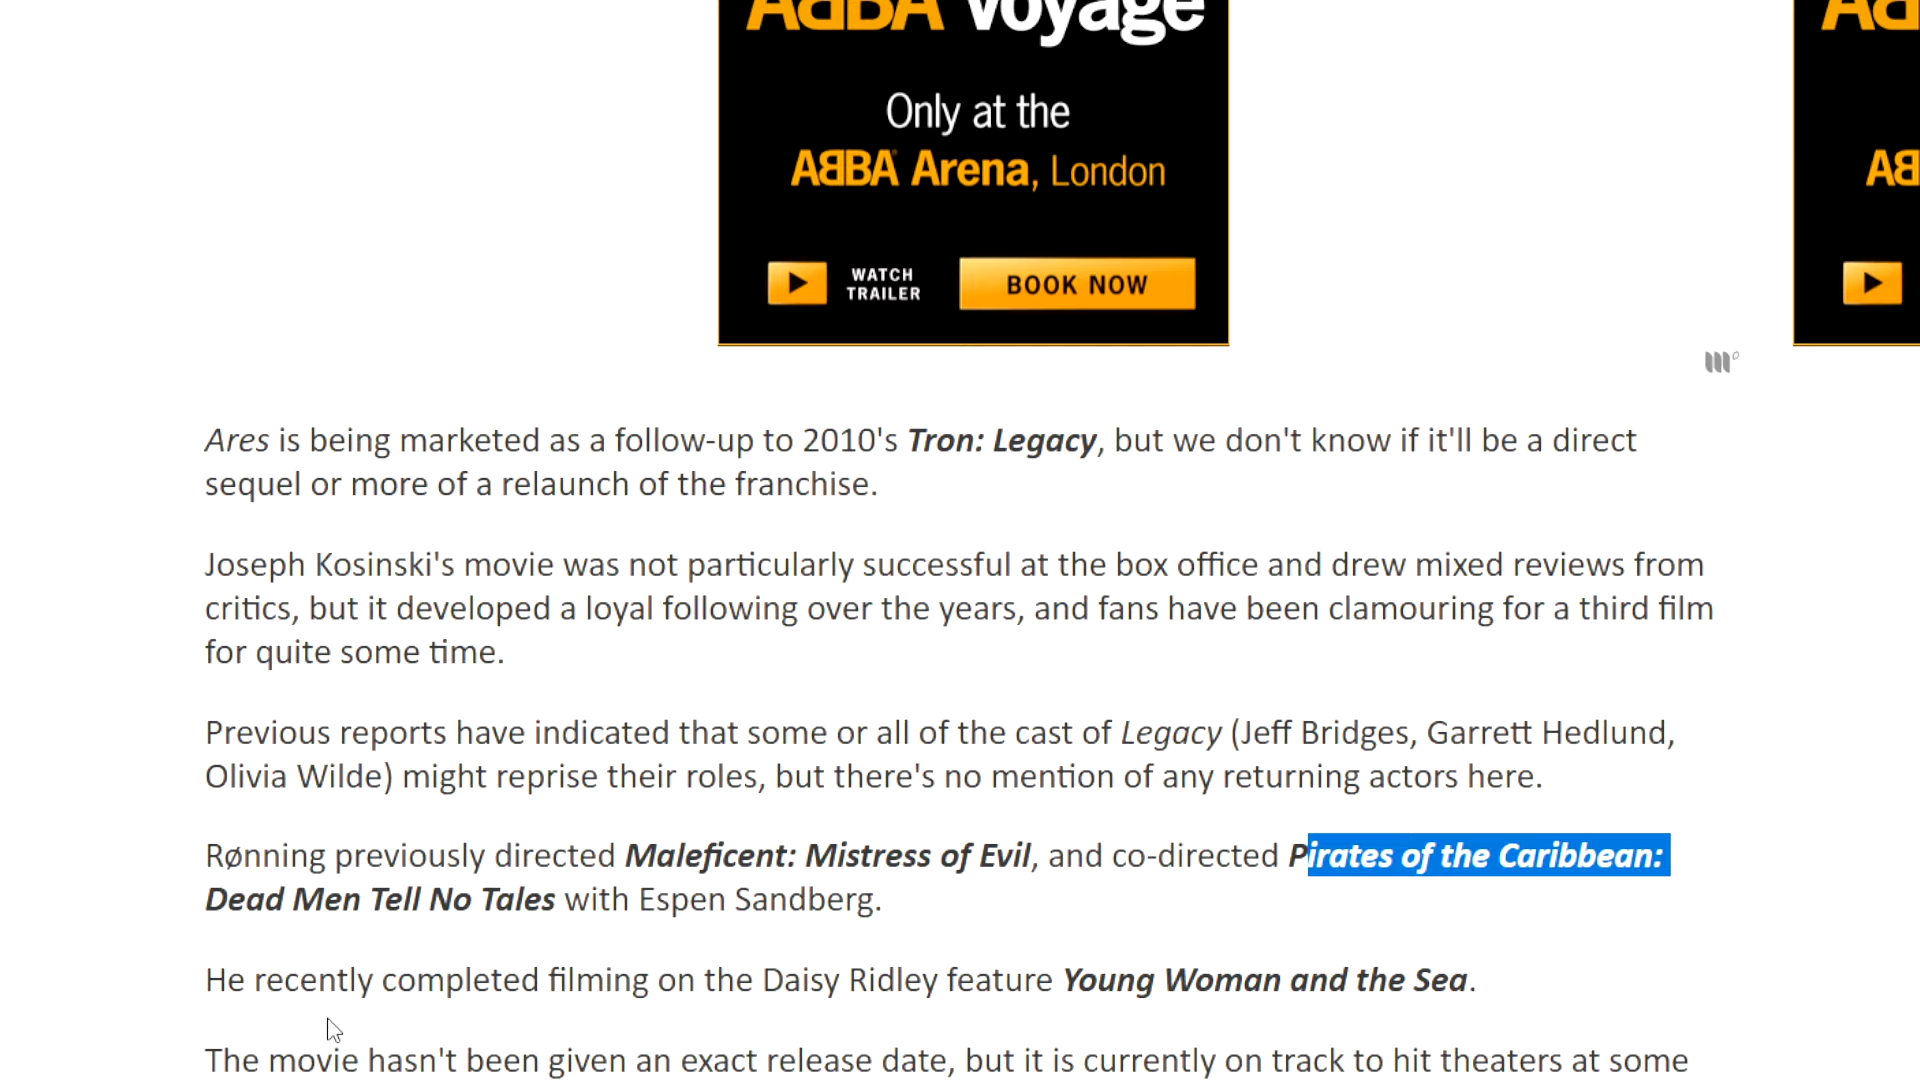 ABBA Voyage
Only at the
ABBA Arena, London
WATCH
TRAILER
BOOK NOW
Ares is being marketed as a follow-up to 2010's Tron: Legacy, but we don't know if it'll be a direct
sequel or more of a relaunch of the franchise.
Joseph Kosinski's movie was not particularly successful at the box office and drew mixed reviews from
critics, but it developed a loyal following over the years, and fans have been clamouring for a third film
for quite some time.
Previous reports have indicated that some or all of the cast of Legacy (Jeff Bridges, Garrett Hedlund,
Olivia Wilde) might reprise their roles, but there's no mention of any returning actors here.
Rønning previously directed Maleficent: Mistress of Evil, and co-directed Pirates of the Caribbean:
Dead Men Tell No Tales with Espen Sandberg.
He recently completed filming on the Daisy Ridley feature Young Woman and the Sea.
The movie hasn't been given an exact release date, but it is currently on track to hit theaters at some